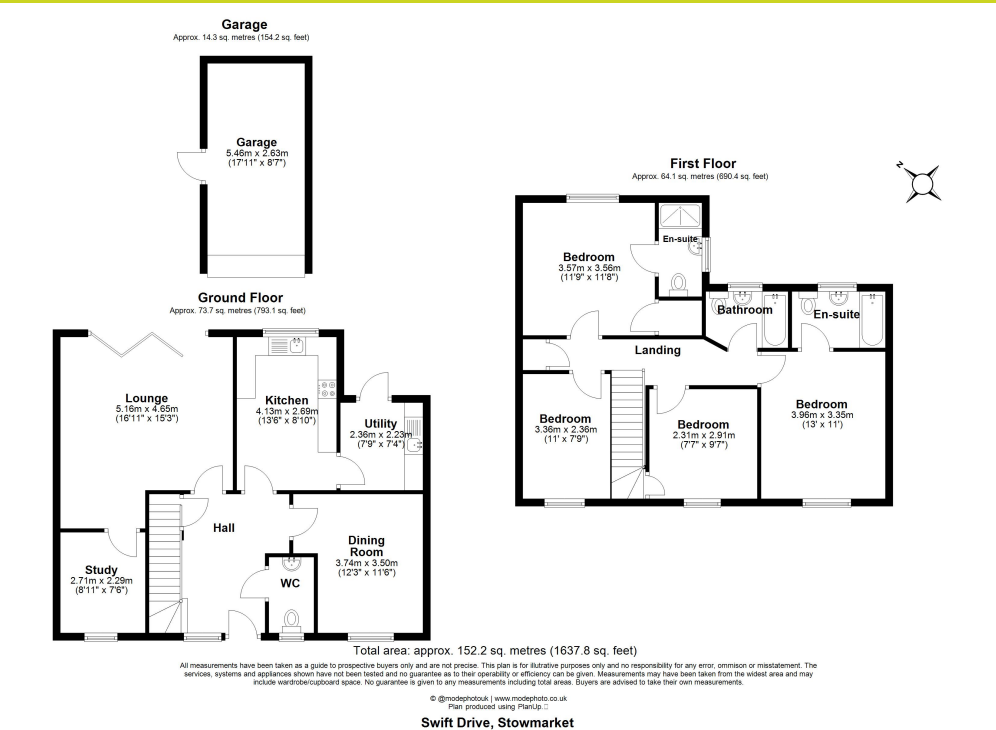 Garage
Approx. 14.3 sq. metres (154.2 sq. feet)
Garage
5.46m x 2.63m
(17'11" x 8'7")
First Floor
Approx. 64.1 sq. metres (690.4 sq. feet)
N
En-suite
Bedroom
3.57m x 3.56m
(11'9" x 11'8")
Bathroom
En-suite
Landing
Bedroom
3.36m x 2.36m
(11' x 7'9")
Bedroom
2.31m x 2.91m
(7'7" x 9'7")
Bedroom
3.96m x 3.35m
(13' x 11')
Ground Floor
Approx. 73.7 sq. metres (793.1 sq. feet)
Lounge
5.16m x 4.65m
(16'11" x 15'3")
Kitchen
4.13m x 2.69m
(13'6" x 8'10")
Utility
2.36m x 2.23m
(7'9" x 7'4")
Hall
Dining
Room
3.74m x 3.50m
(12'3" x 11'6")
Study
2.71m x 2.29m
(8'11" x 7'6")
WC
Total area: approx. 152.2 sq. metres (1637.8 sq. feet)
All measurements have been taken as a guide to prospective buyers only and are not precise. This plan is for illutrative purposes only and no responsibility for any error, ommison or misstatement. The
services, systems and appliances shown have not been tested and no guarantee as to their operability or efficiency can be given. Measurements may have been taken from the widest area and may
include wardrobe/cupboard space. No guarantee is given to any measurements including total areas. Buyers are advised to take their own measurements.
© @modephotouk | www.modephoto.co.uk
Plan produced using PlanUp.
Swift Drive, Stowmarket